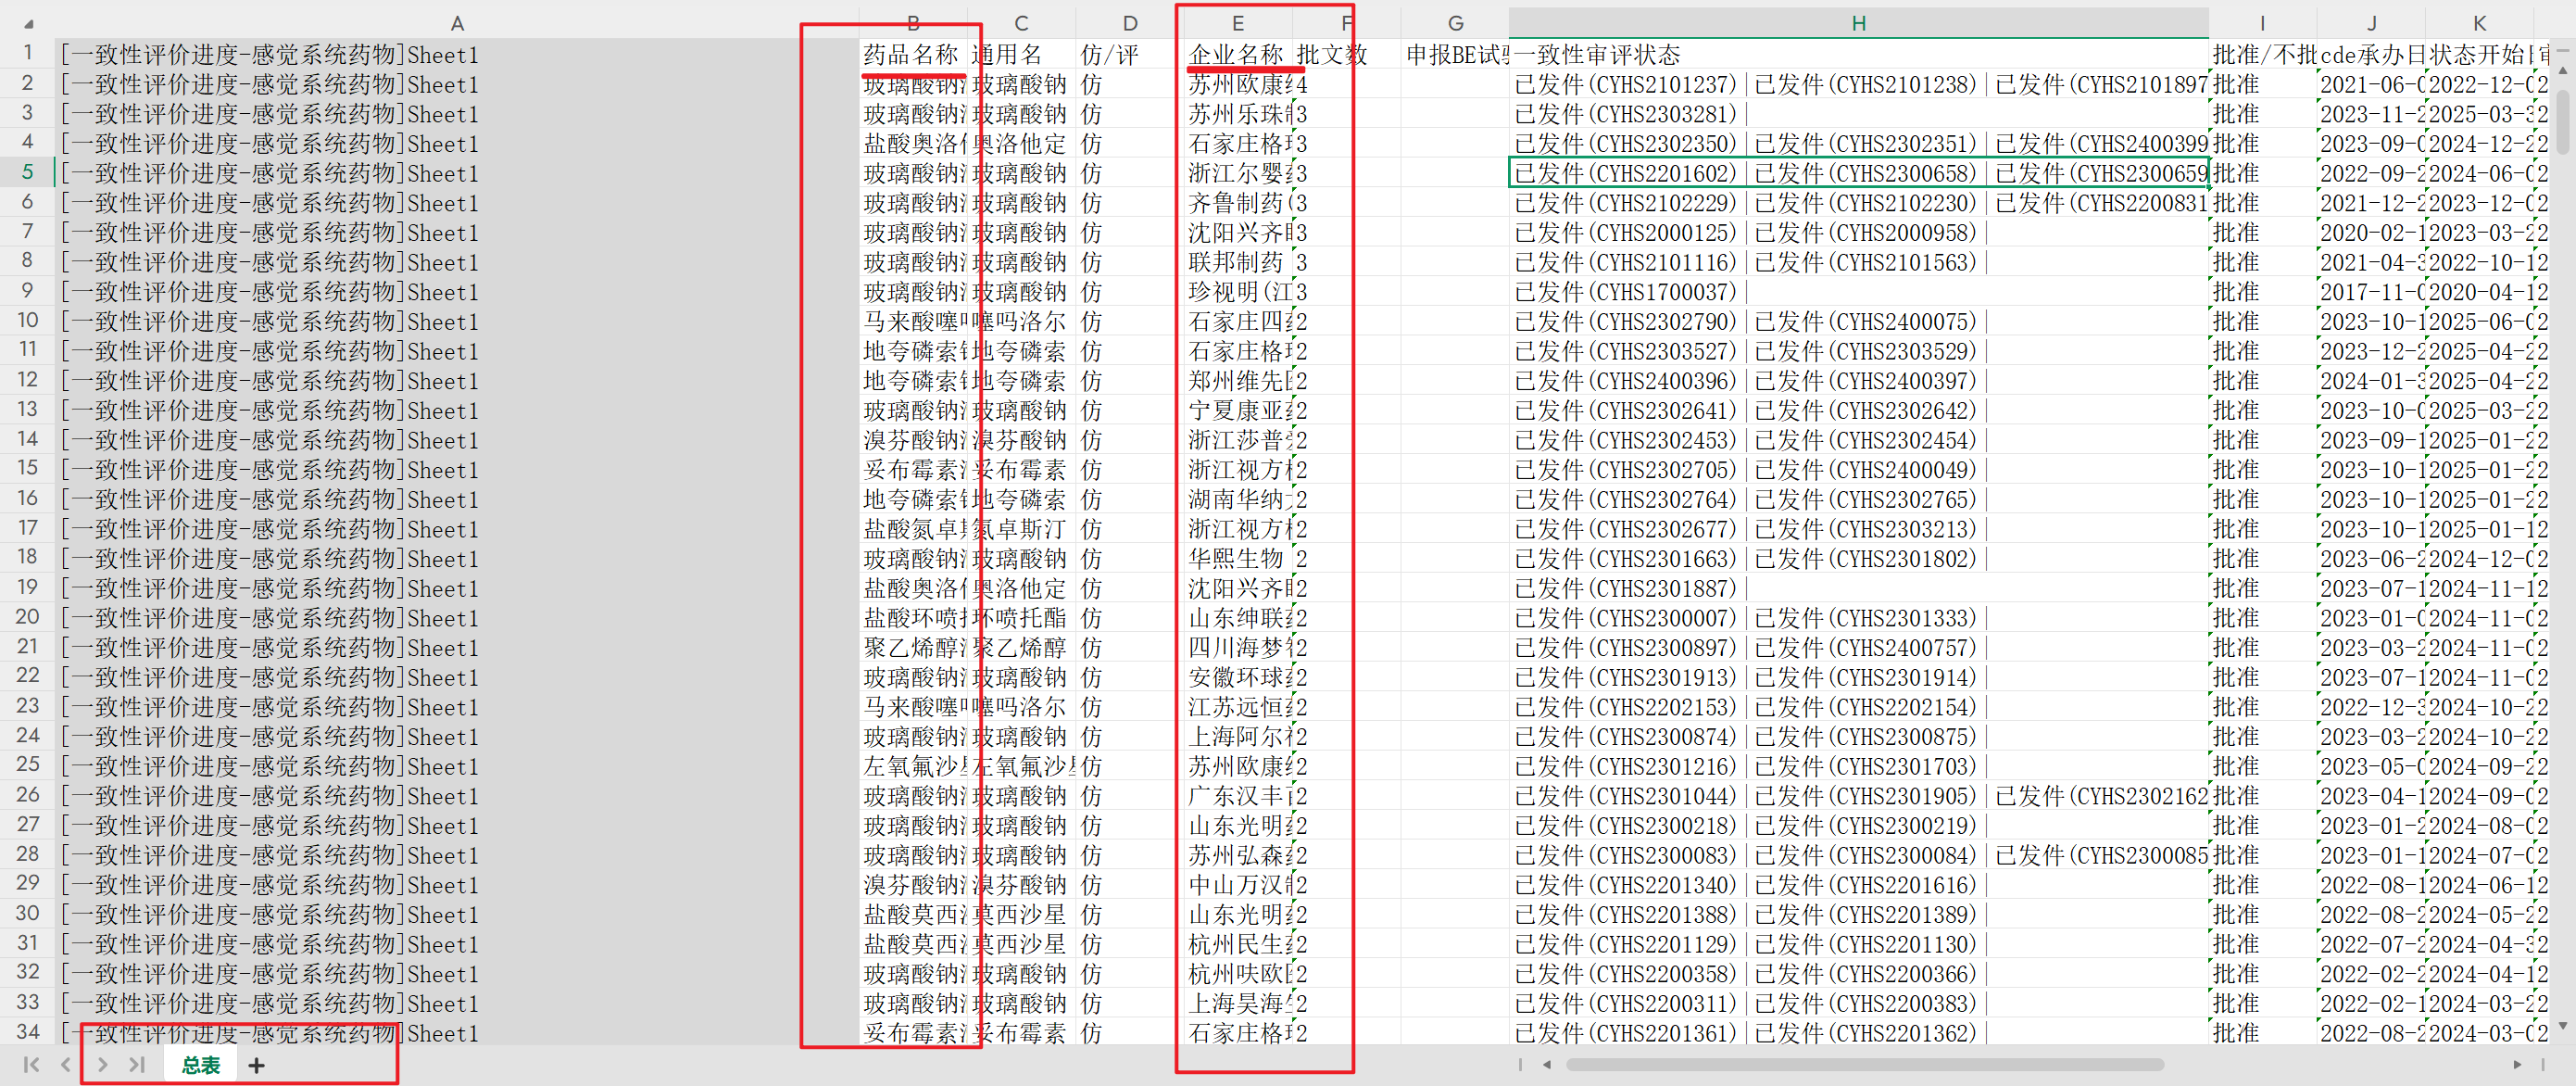 A B C D E F G H I J K
1 [一致性评价进度-感觉系统药物]Sheet1 药品名称 通用名 仿/评 企业名称 批文数 申报BE试 一致性审评状态 批准/不批 cde承办日 状态开始
2 [一致性评价进度-感觉系统药物]Sheet1 玻璃酸钠 玻璃酸钠 仿 苏州欧康 4 已发件(CYHS2101237)|已发件(CYHS2101238)|已发件(CYHS2101897 批准 2021-06-0 2022-12-0 2
3 [一致性评价进度-感觉系统药物]Sheet1 玻璃酸钠 玻璃酸钠 仿 苏州乐珠 3 已发件(CYHS2303281)| 批准 2023-11-2 2025-03-3 2
4 [一致性评价进度-感觉系统药物]Sheet1 盐酸奥洛 奥洛他定 仿 石家庄格 3 已发件(CYHS2302350)|已发件(CYHS2302351)|已发件(CYHS2400399 批准 2023-09-0 2024-12-2 2
5 [一致性评价进度-感觉系统药物]Sheet1 玻璃酸钠 玻璃酸钠 仿 浙江尔婴 3 已发件(CYHS2201602)|已发件(CYHS2300658)|已发件(CYHS2300659 批准 2022-09-2 2024-06-0 2
6 [一致性评价进度-感觉系统药物]Sheet1 玻璃酸钠 玻璃酸钠 仿 齐鲁制药( 3 已发件(CYHS2102229)|已发件(CYHS2102230)|已发件(CYHS2200831 批准 2021-12-2 2023-12-0 2
7 [一致性评价进度-感觉系统药物]Sheet1 玻璃酸钠 玻璃酸钠 仿 沈阳兴齐 3 已发件(CYHS2000125)|已发件(CYHS2000958)| 批准 2020-02-1 2023-03-2 2
8 [一致性评价进度-感觉系统药物]Sheet1 玻璃酸钠 玻璃酸钠 仿 联邦制药 3 已发件(CYHS2101116)|已发件(CYHS2101563)| 批准 2021-04-3 2022-10-1 2
9 [一致性评价进度-感觉系统药物]Sheet1 玻璃酸钠 玻璃酸钠 仿 珍视明(江 3 已发件(CYHS1700037)| 批准 2017-11-0 2020-04-1 2
10 [一致性评价进度-感觉系统药物]Sheet1 马来酸噻 噻吗洛尔 仿 石家庄四 2 已发件(CYHS2302790)|已发件(CYHS2400075)| 批准 2023-10-1 2025-06-0 2
11 [一致性评价进度-感觉系统药物]Sheet1 地夸磷索 地夸磷索 仿 石家庄格 2 已发件(CYHS2303527)|已发件(CYHS2303529)| 批准 2023-12-2 2025-04-2 2
12 [一致性评价进度-感觉系统药物]Sheet1 地夸磷索 地夸磷索 仿 郑州维先 2 已发件(CYHS2400396)|已发件(CYHS2400397)| 批准 2024-01-3 2025-04-2 2
13 [一致性评价进度-感觉系统药物]Sheet1 玻璃酸钠 玻璃酸钠 仿 宁夏康亚 2 已发件(CYHS2302641)|已发件(CYHS2302642)| 批准 2023-10-0 2025-03-2 2
14 [一致性评价进度-感觉系统药物]Sheet1 溴芬酸钠 溴芬酸钠 仿 浙江莎普 2 已发件(CYHS2302453)|已发件(CYHS2302454)| 批准 2023-09-1 2025-01-2 2
15 [一致性评价进度-感觉系统药物]Sheet1 妥布霉素 妥布霉素 仿 浙江视方 2 已发件(CYHS2302705)|已发件(CYHS2400049)| 批准 2023-10-1 2025-01-2 2
16 [一致性评价进度-感觉系统药物]Sheet1 地夸磷索 地夸磷索 仿 湖南华纳 2 已发件(CYHS2302764)|已发件(CYHS2302765)| 批准 2023-10-1 2025-01-2 2
17 [一致性评价进度-感觉系统药物]Sheet1 盐酸氮卓 氮卓斯汀 仿 浙江视方 2 已发件(CYHS2302677)|已发件(CYHS2303213)| 批准 2023-10-1 2025-01-1 2
18 [一致性评价进度-感觉系统药物]Sheet1 玻璃酸钠 玻璃酸钠 仿 华熙生物 2 已发件(CYHS2301663)|已发件(CYHS2301802)| 批准 2023-06-2 2024-12-0 2
19 [一致性评价进度-感觉系统药物]Sheet1 盐酸奥洛 奥洛他定 仿 沈阳兴齐 2 已发件(CYHS2301887)| 批准 2023-07-1 2024-11-1 2
20 [一致性评价进度-感觉系统药物]Sheet1 盐酸环喷 环喷托酯 仿 山东绅联 2 已发件(CYHS2300007)|已发件(CYHS2301333)| 批准 2023-01-0 2024-11-0 2
21 [一致性评价进度-感觉系统药物]Sheet1 聚乙烯醇 聚乙烯醇 仿 四川海梦 2 已发件(CYHS2300897)|已发件(CYHS2400757)| 批准 2023-03-2 2024-11-0 2
22 [一致性评价进度-感觉系统药物]Sheet1 玻璃酸钠 玻璃酸钠 仿 安徽环球 2 已发件(CYHS2301913)|已发件(CYHS2301914)| 批准 2023-07-1 2024-11-0 2
23 [一致性评价进度-感觉系统药物]Sheet1 马来酸噻 噻吗洛尔 仿 江苏远恒 2 已发件(CYHS2202153)|已发件(CYHS2202154)| 批准 2022-12-3 2024-10-2 2
24 [一致性评价进度-感觉系统药物]Sheet1 玻璃酸钠 玻璃酸钠 仿 上海阿尔 2 已发件(CYHS2300874)|已发件(CYHS2300875)| 批准 2023-03-2 2024-10-2 2
25 [一致性评价进度-感觉系统药物]Sheet1 左氧氟沙 左氧氟沙 仿 苏州欧康 2 已发件(CYHS2301216)|已发件(CYHS2301703)| 批准 2023-05-0 2024-09-2 2
26 [一致性评价进度-感觉系统药物]Sheet1 玻璃酸钠 玻璃酸钠 仿 广东汉丰 2 已发件(CYHS2301044)|已发件(CYHS2301905)|已发件(CYHS2302162 批准 2023-04-1 2024-09-0 2
27 [一致性评价进度-感觉系统药物]Sheet1 玻璃酸钠 玻璃酸钠 仿 山东光明 2 已发件(CYHS2300218)|已发件(CYHS2300219)| 批准 2023-01-2 2024-08-0 2
28 [一致性评价进度-感觉系统药物]Sheet1 玻璃酸钠 玻璃酸钠 仿 苏州弘森 2 已发件(CYHS2300083)|已发件(CYHS2300084)|已发件(CYHS2300085 批准 2023-01-1 2024-07-0 2
29 [一致性评价进度-感觉系统药物]Sheet1 溴芬酸钠 溴芬酸钠 仿 中山万汉 2 已发件(CYHS2201340)|已发件(CYHS2201616)| 批准 2022-08-1 2024-06-1 2
30 [一致性评价进度-感觉系统药物]Sheet1 盐酸莫西 莫西沙星 仿 山东光明 2 已发件(CYHS2201388)|已发件(CYHS2201389)| 批准 2022-08-2 2024-05-2 2
31 [一致性评价进度-感觉系统药物]Sheet1 盐酸莫西 莫西沙星 仿 杭州民生 2 已发件(CYHS2201129)|已发件(CYHS2201130)| 批准 2022-07-2 2024-04-3 2
32 [一致性评价进度-感觉系统药物]Sheet1 玻璃酸钠 玻璃酸钠 仿 杭州呋欧 2 已发件(CYHS2200358)|已发件(CYHS2200366)| 批准 2022-02-2 2024-04-1 2
33 [一致性评价进度-感觉系统药物]Sheet1 玻璃酸钠 玻璃酸钠 仿 上海昊海 2 已发件(CYHS2200311)|已发件(CYHS2200383)| 批准 2022-02-1 2024-03-2 2
34 [一致性评价进度-感觉系统药物]Sheet1 妥布霉素 妥布霉素 仿 石家庄格 2 已发件(CYHS2201361)|已发件(CYHS2201362)| 批准 2022-08-2 2024-03-0 2
总表